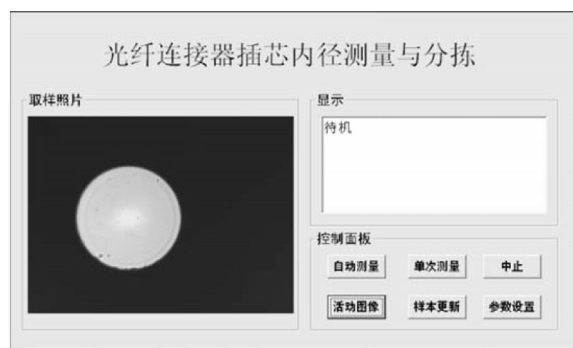 光纤连接器插芯内径测量与分拣
取样照片
显示
待机
控制面板
自动测量 单次测量 中止
活动图像 样本更新 参数设置